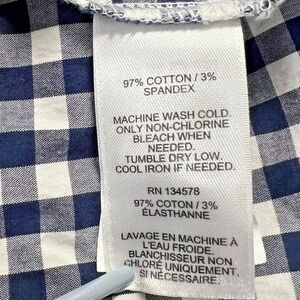 97% COTTON / 3%
SPANDEX
MACHINE WASH COLD.
ONLY NON-CHLORINE
BLEACH WHEN
NEEDED.
TUMBLE DRY LOW.
COOL IRON IF NEEDED.
RN 134578
97% COTON / 3%
ÉLASTHANNE
LAVAGE EN MACHINE À
L'EAU FROIDE.
BLANCHISSEUR NON
CHLORÉ UNIQUEMENT,
SI NÉCESSAIRE.